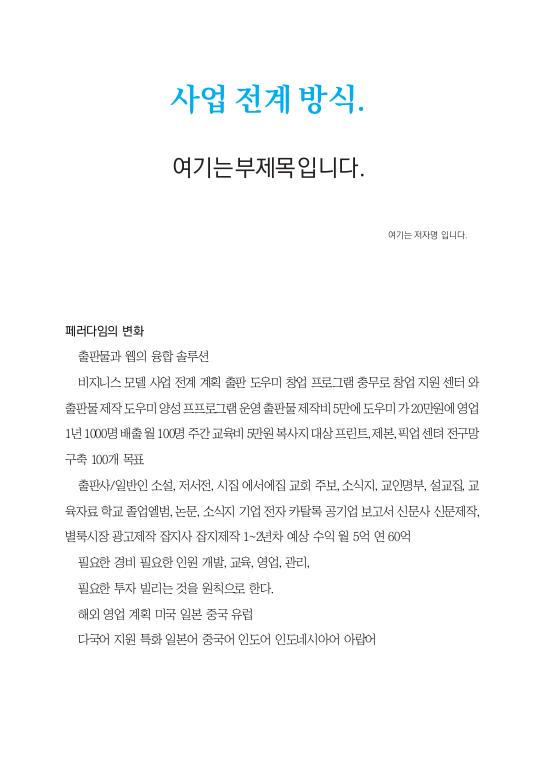 사업 전계 방식.
여기는부제목입니다.
여기는 저자명 입니다.
페러다임의 변화
출판물과 웹의 융합 솔루션
비지니스 모델 사업 전계 계획 출판 도우미 창업 프로그램 충무로 창업 지원 센터 와
출판물 제작 도우미 양성 프프로그램 운영 출판물 제작비 5만에 도우미 가 20만원에 영업
1년 1000명 배출 월 100명 주간 교육비 5만원 복사지 대상 프린트, 제본, 픽업 센텨 전구망
구축 100개 목표
출판사/일반인 소설, 저서전, 시집 에서에집 교회 주보, 소식지, 교인명부, 설교집, 교
육자료 학교 졸업엘범, 논문, 소식지 기업 전자 카탈록 공기업 보고서 신문사 신문제작,
별룩시장 광고제작 잡지사 잡지제작 1~2년차 예상 수익 월 5억 연 60억
필요한 경비 필요한 인원 개발, 교육, 영업, 관리,
필요한 투자 빌리는 것을 원칙으로 한다.
해외 영업 계획 미국 일본 중국 유럽
다국어 지원 특화 일본어 중국어 인도어 인도네시아어 아랍어